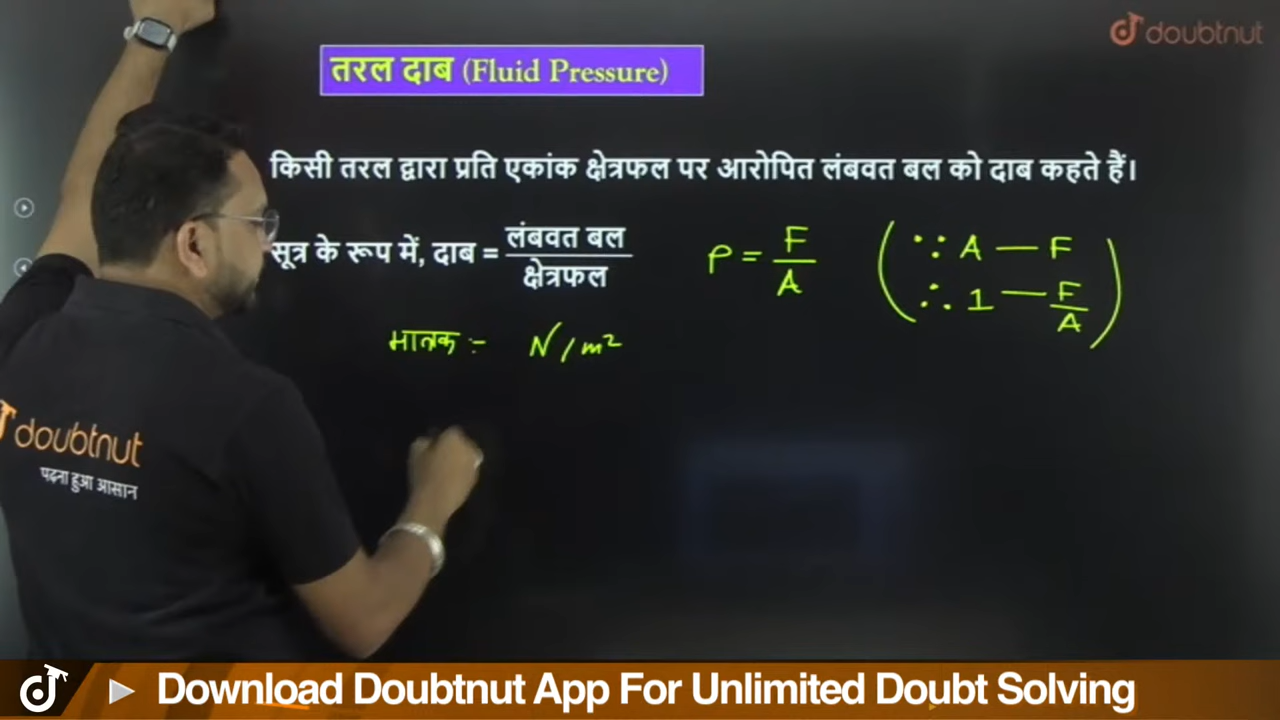 doubtnut
तरल दाब (Fluid Pressure)
किसी तरल द्वारा प्रति एकांक क्षेत्रफल पर आरोपित लंबवत बल को दाब कहते हैं।
सूत्र के रूप में, दाब = लंबवत बल / क्षेत्रफल
P = F / A
∵ A — F
∴ 1 — F / A
मात्रक :- N/m²
doubtnut
पढ़ना हुआ आसान
Download Doubtnut App For Unlimited Doubt Solving